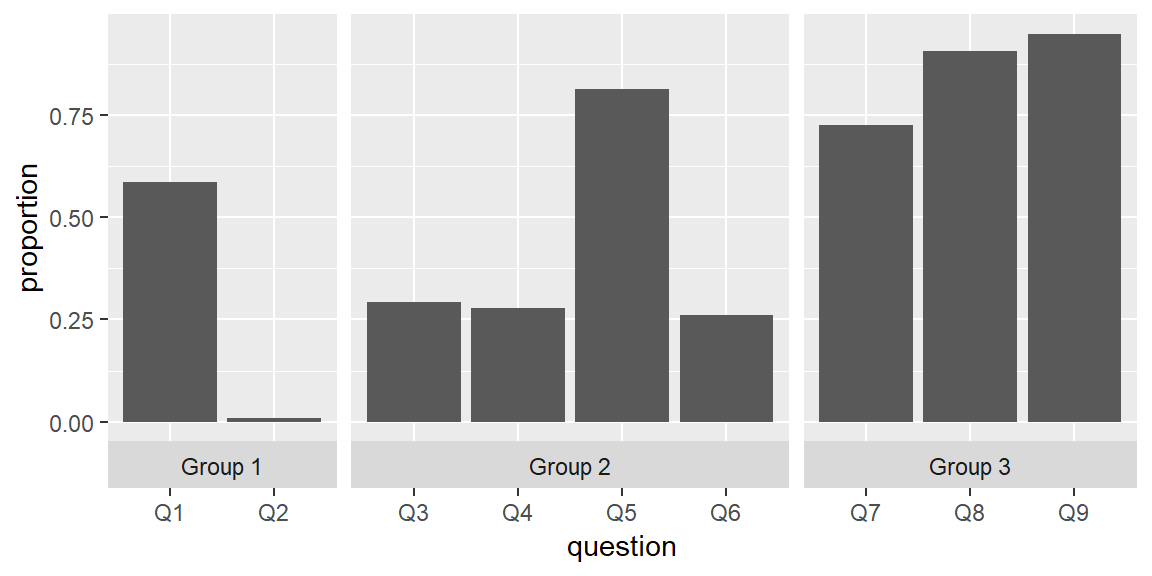 proportion
0.75
0.50
0.25
0.00
Group 1 Group 2 Group 3
Q1 Q2 Q3 Q4 Q5 Q6 Q7 Q8 Q9
question